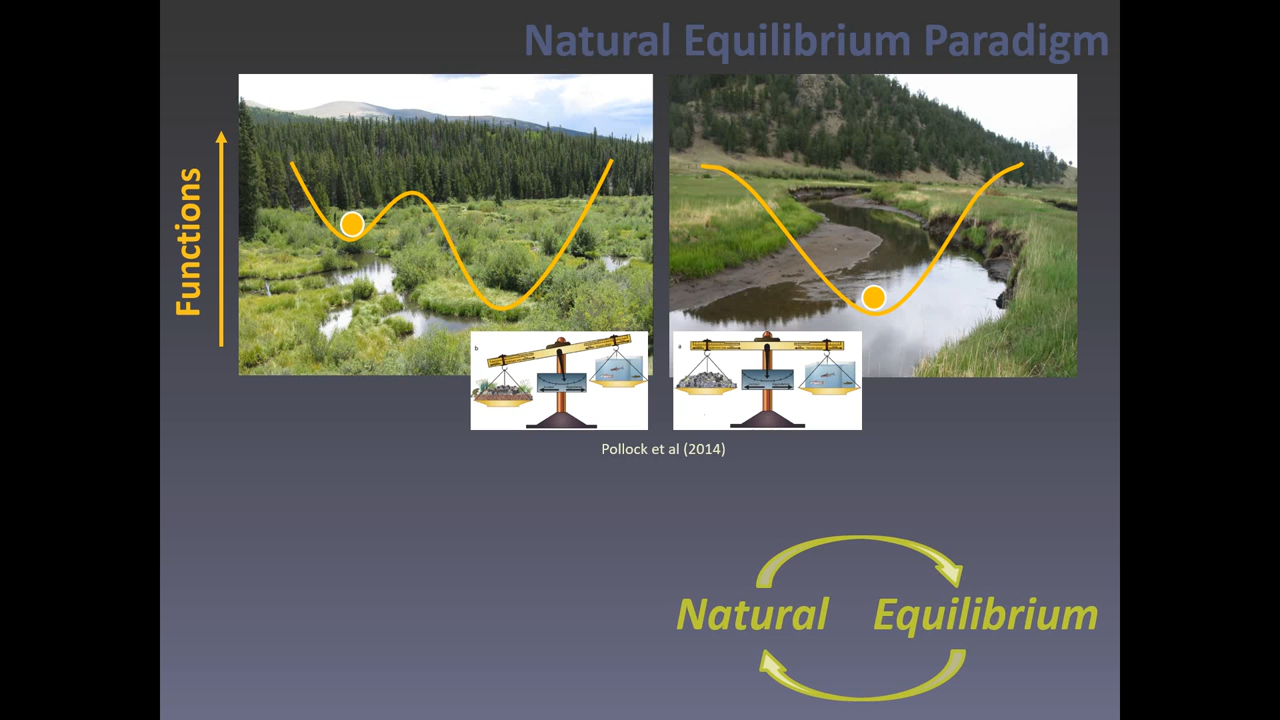 Natural Equilibrium Paradigm
Functions
b
a
Pollock et al (2014)
Natural Equilibrium